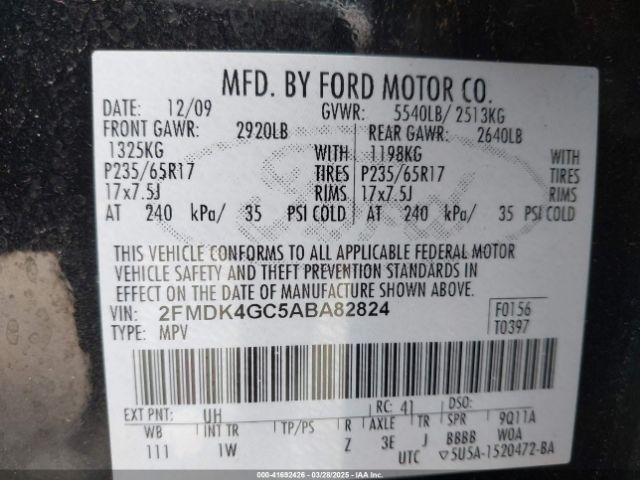 MFD. BY FORD MOTOR CO.
DATE: 12/09 GVWR: 5540LB/ 2513KG
FRONT GAWR: 2920LB REAR GAWR: 2640LB
1325KG WITH 1198KG WITH
P235/65R17 TIRES P235/65R17 TIRES
17x7.5J RIMS 17x7.5J RIMS
AT 240 kPa/ 35 PSI COLD AT 240 kPa/ 35 PSI COLD
THIS VEHICLE CONFORMS TO ALL APPLICABLE FEDERAL MOTOR
VEHICLE SAFETY AND THEFT PREVENTION STANDARDS IN
EFFECT ON THE DATE OF MANUFACTURE SHOWN ABOVE.
VIN: 2FMDK4GC5ABA82824 F0156
TYPE: MPV T0397
EXT PNT: UH RC: 41 DSO:
WB INT TR TP/PS R AXLE TR SPR 9Q11A
111 1W Z 3E J BBBB W0A
UTC ▽5U5A-1520472-BA
000-41692426 - 03/28/2025 - IAAI.COM - COPART